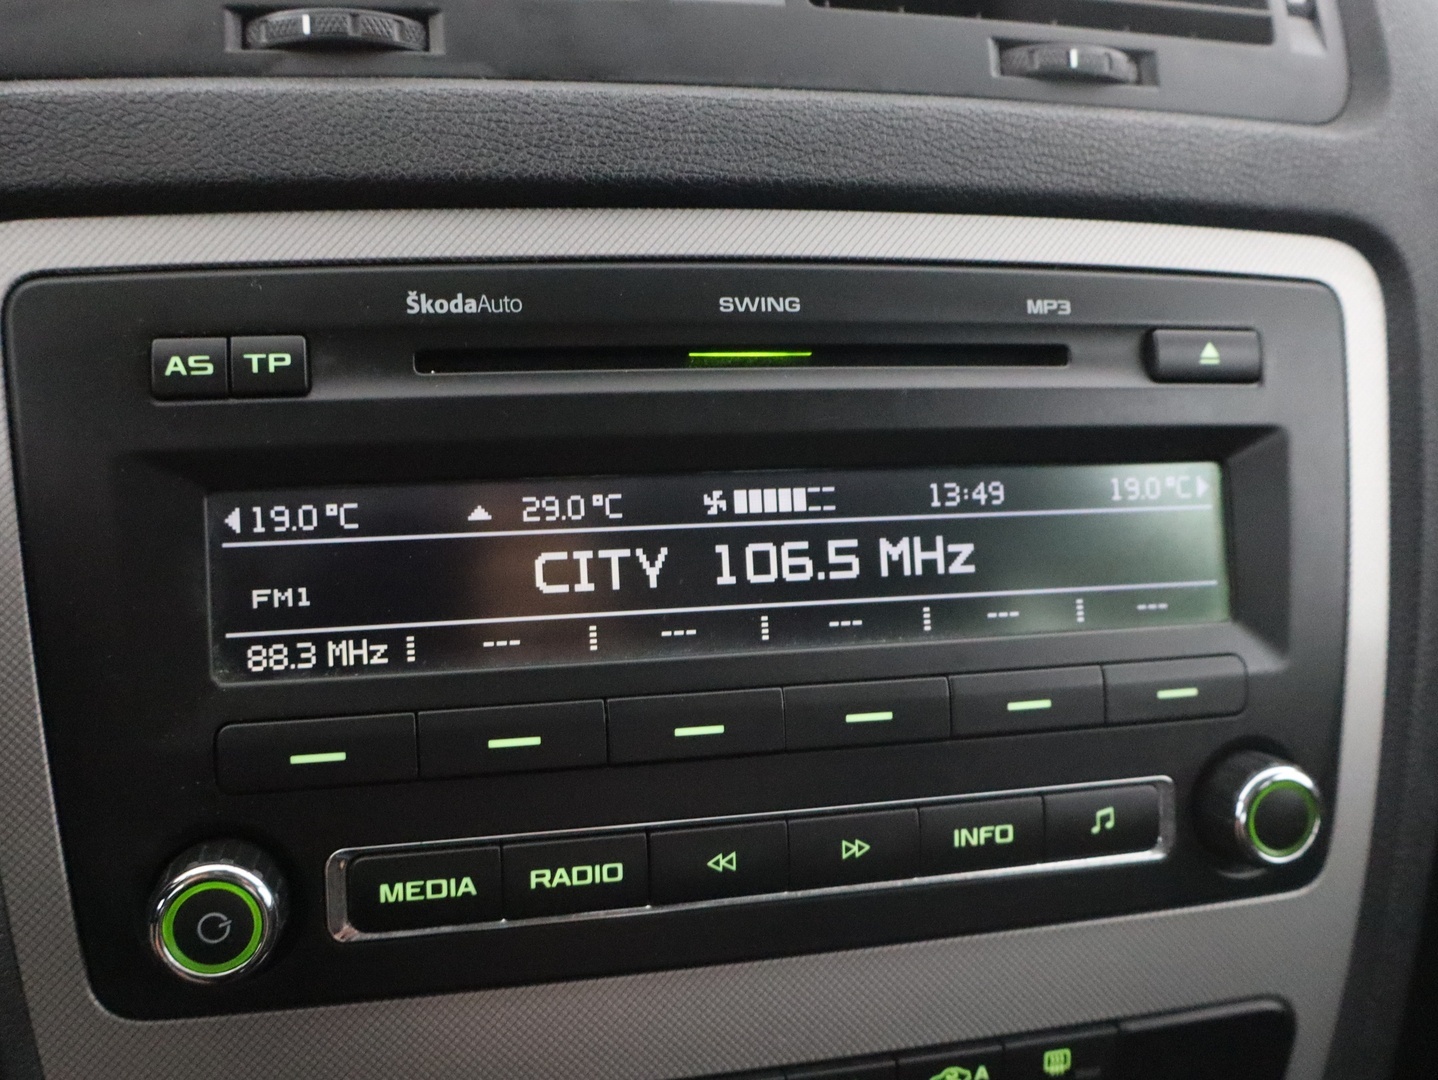 ŠkodaAuto SWING MP3
AS TP
19.0°C 29.0°C 13:49 19.0°C
CITY 106.5 MHz
FM1
88.3 MHz --- --- --- --- ---
MEDIA RADIO INFO
A